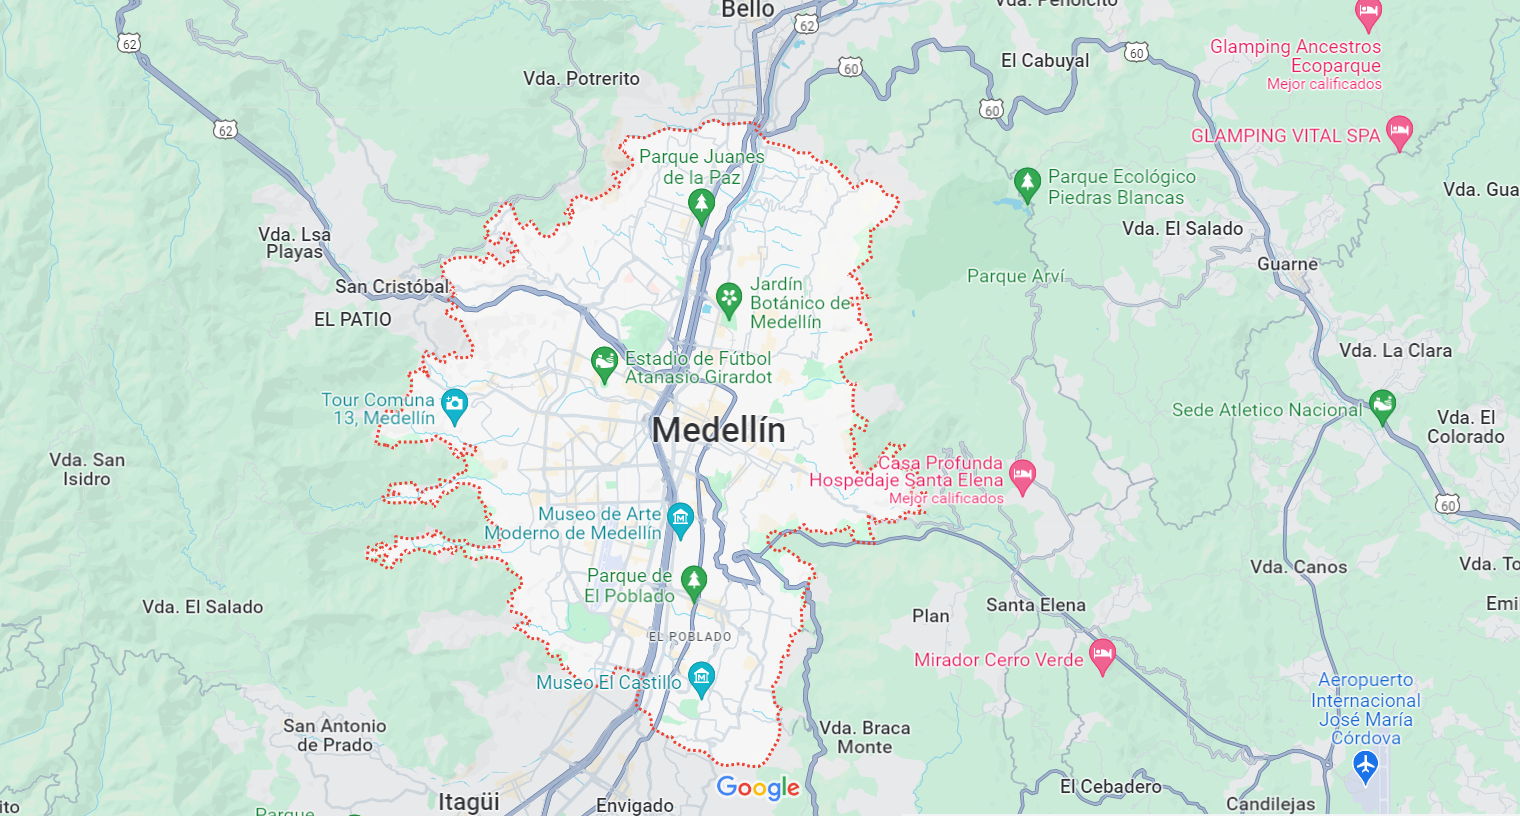 Bello
62
Vda. Peñolcito
62
Glamping Ancestros
Ecoparque
Mejor calificados
60
El Cabuyal
60
Vda. Potrerito
60
62
GLAMPING VITAL SPA
Parque Juanes
de la Paz
Parque Ecológico
Piedras Blancas
Vda. Gua
Vda. El Salado
Vda. Lsa
Playas
Guarne
Parque Arví
San Cristóbal
Jardín
Botánico de
Medellín
EL PATIO
Vda. La Clara
Estadio de Fútbol
Atanasio Girardot
Tour Comuna
13, Medellín
Sede Atletico Nacional
Vda. El
Colorado
Medellín
Vda. San
Isidro
Casa Profunda
Hospedaje Santa Elena
Mejor calificados
60
Museo de Arte
Moderno de Medellín
Vda. Canos
Vda. To
Parque de
El Poblado
Vda. El Salado
Santa Elena
Emi
Plan
EL POBLADO
Mirador Cerro Verde
Museo El Castillo
Aeropuerto
Internacional
José María
Córdova
San Antonio
de Prado
Vda. Braca
Monte
Google
El Cebadero
Itagüi
Envigado
Candilejas
ito
Parque